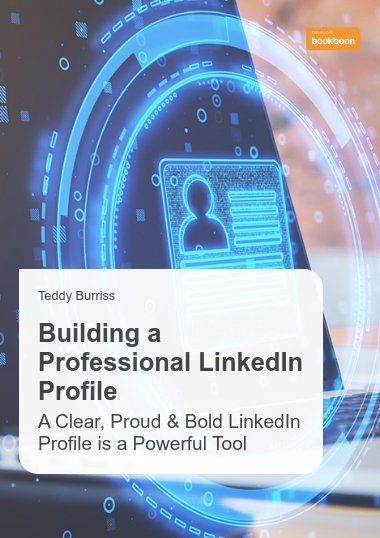 bookboon
Teddy Burriss
Building a
Professional LinkedIn
Profile
A Clear, Proud & Bold LinkedIn
Profile is a Powerful Tool